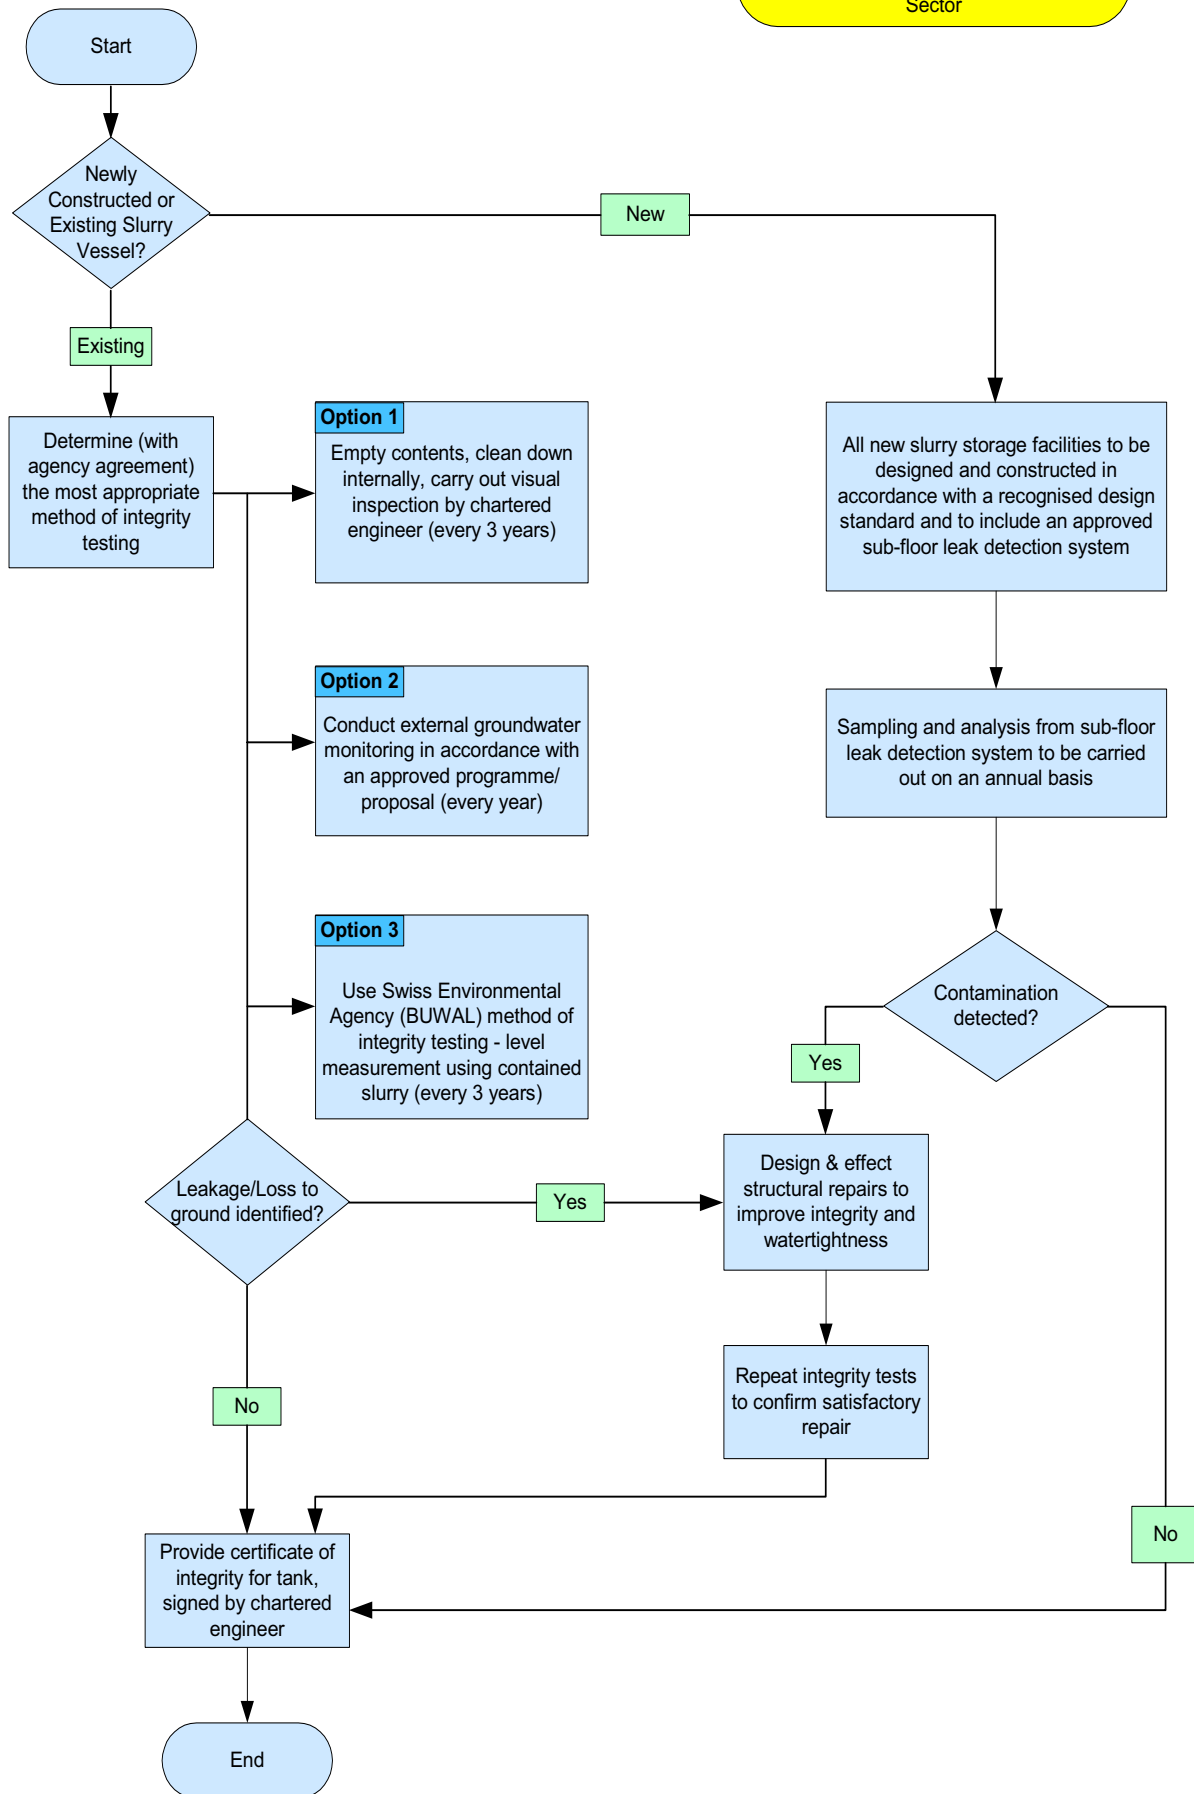 Sector
Start
Newly
Constructed or
Existing Slurry
Vessel?
New
Existing
Determine (with
agency agreement)
the most appropriate
method of integrity
testing
Option 1
Empty contents, clean down
internally, carry out visual
inspection by chartered
engineer (every 3 years)
All new slurry storage facilities to be
designed and constructed in
accordance with a recognised design
standard and to include an approved
sub-floor leak detection system
Option 2
Conduct external groundwater
monitoring in accordance with
an approved programme/
proposal (every year)
Sampling and analysis from sub-floor
leak detection system to be carried
out on an annual basis
Option 3
Use Swiss Environmental
Agency (BUWAL) method of
integrity testing - level
measurement using contained
slurry (every 3 years)
Contamination
detected?
Yes
Leakage/Loss to
ground identified?
Yes
Design & effect
structural repairs to
improve integrity and
watertightness
Repeat integrity tests
to confirm satisfactory
repair
No
No
Provide certificate of
integrity for tank,
signed by chartered
engineer
End